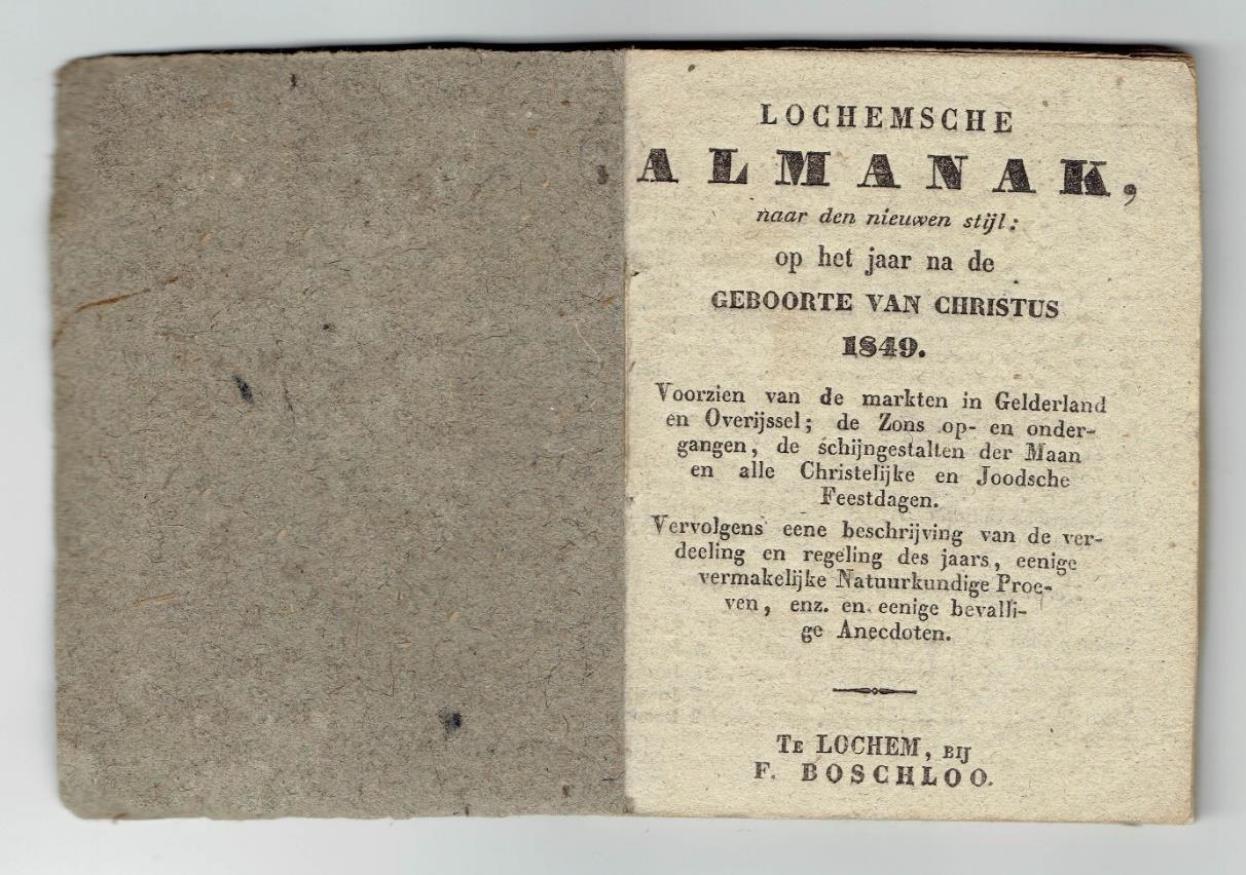 LOCHEMSCHE
ALMANAK,
naar den nieuwen stijl:
op het jaar na de
GEBOORTE VAN CHRISTUS
1849.
Voorzien van de markten in Gelderland
en Overijssel; de Zons op- en onder-
gangen, de schijngestalten der Maan
en alle Christelijke en Joodsche
Feestdagen.
Vervolgens eene beschrijving van de ver-
deeling en regeling des jaars, eenige
vermakelijke Natuurkundige Proe-
ven, enz. en eenige bevalli-
ge Anecdoten.
TE LOCHEM, BIJ
F. BOSCHLOO.